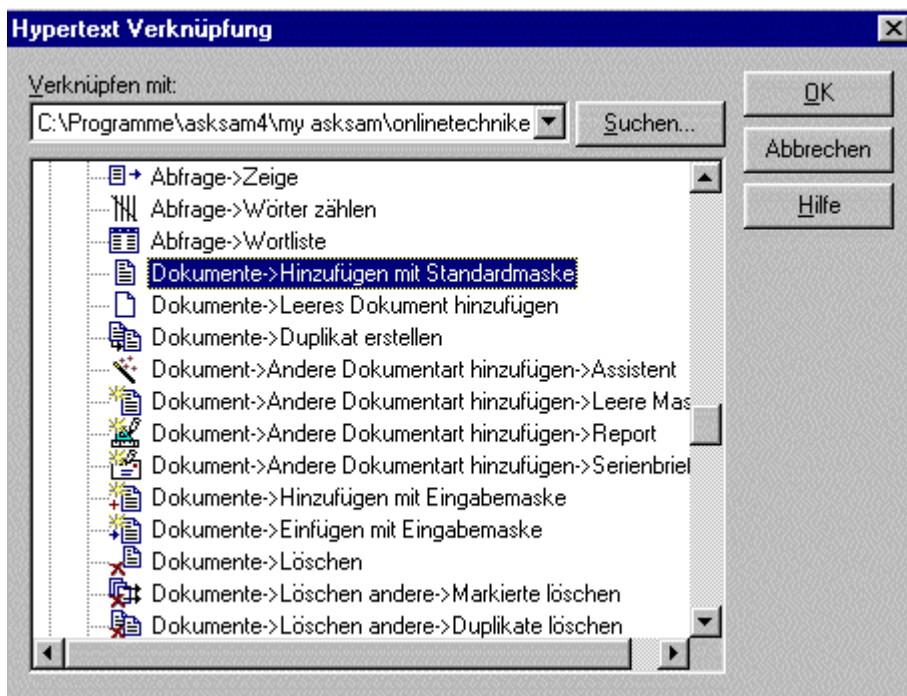 Hypertext Verknüpfung
Verknüpfen mit:
C:\Programme\asksam4\my asksam\onlinetechnike
Suchen...
OK
Abbrechen
Hilfe
Abfrage->Zeige
Abfrage->Wörter zählen
Abfrage->Wortliste
Dokumente->Hinzufügen mit Standardmaske
Dokumente->Leeres Dokument hinzufügen
Dokumente->Duplikat erstellen
Dokument->Andere Dokumentart hinzufügen->Assistent
Dokument->Andere Dokumentart hinzufügen->Leere Mas
Dokument->Andere Dokumentart hinzufügen->Report
Dokument->Andere Dokumentart hinzufügen->Serienbrief
Dokumente->Hinzufügen mit Eingabemaske
Dokumente->Einfügen mit Eingabemaske
Dokumente->Löschen
Dokumente->Löschen andere->Markierte löschen
Dokumente->Löschen andere->Duplikate löschen